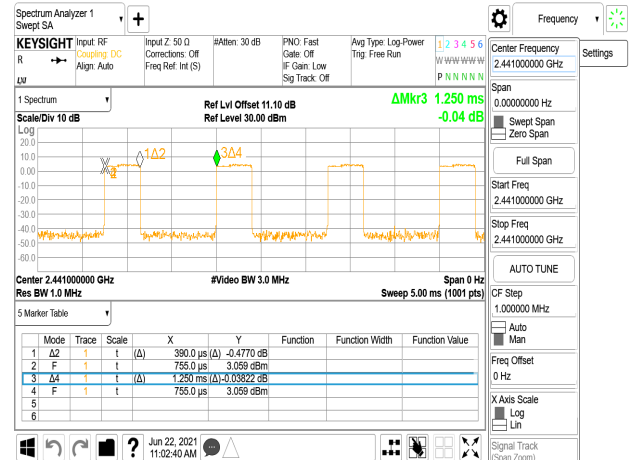 Spectrum Analyzer 1
Swept SA
Frequency
KEYSIGHT
R
Input: RF
Coupling: DC
Align: Auto
Input Z: 50 Ω
Corrections: Off
Freq Ref: Int (S)
#Atten: 30 dB
PNO: Fast
Gate: Off
IF Gain: Low
Sig Track: Off
Avg Type: Log-Power
Trig: Free Run
1 2 3 4 5 6
W W W W W W
P N N N N N
Center Frequency
2.441000000 GHz
Settings
Span
0.00000000 Hz
Swept Span
Zero Span
Full Span
Start Freq
2.441000000 GHz
Stop Freq
2.441000000 GHz
AUTO TUNE
CF Step
1.000000 MHz
Auto
Man
Freq Offset
0 Hz
X Axis Scale
Log
Lin
Signal Track
(Span Zoom)
1 Spectrum
Scale/Div 10 dB
Ref Lvl Offset 11.10 dB
Ref Level 30.00 dBm
ΔMkr3 1.250 ms
-0.04 dB
Log
20.0
10.0
0.00
-10.0
-20.0
-30.0
-40.0
-50.0
-60.0
1Δ2
3Δ4
Center 2.441000000 GHz
Res BW 1.0 MHz
#Video BW 3.0 MHz
Span 0 Hz
Sweep 5.00 ms (1001 pts)
5 Marker Table
Mode Trace Scale X Y Function Function Width Function Value
1 Δ2 1 t (Δ) 390.0 µs (Δ) -0.4770 dB
2 F 1 t 755.0 µs 3.059 dBm
3 Δ4 1 t (Δ) 1.250 ms (Δ) -0.03822 dB
4 F 1 t 755.0 µs 3.059 dBm
5
6
?
Jun 22, 2021
11:02:40 AM